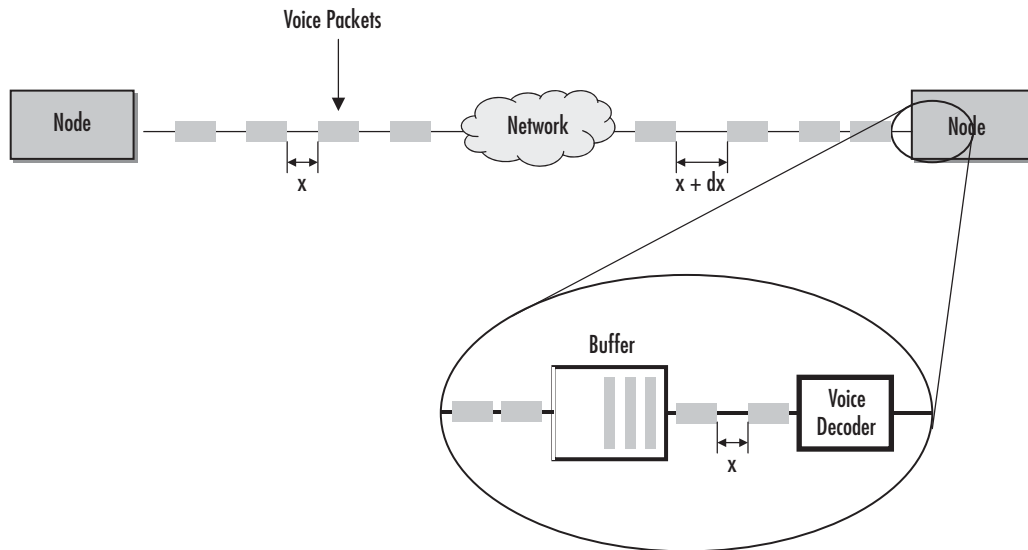 Voice Packets
Node
Network
Node
x
x + dx
Buffer
Voice
Decoder
x